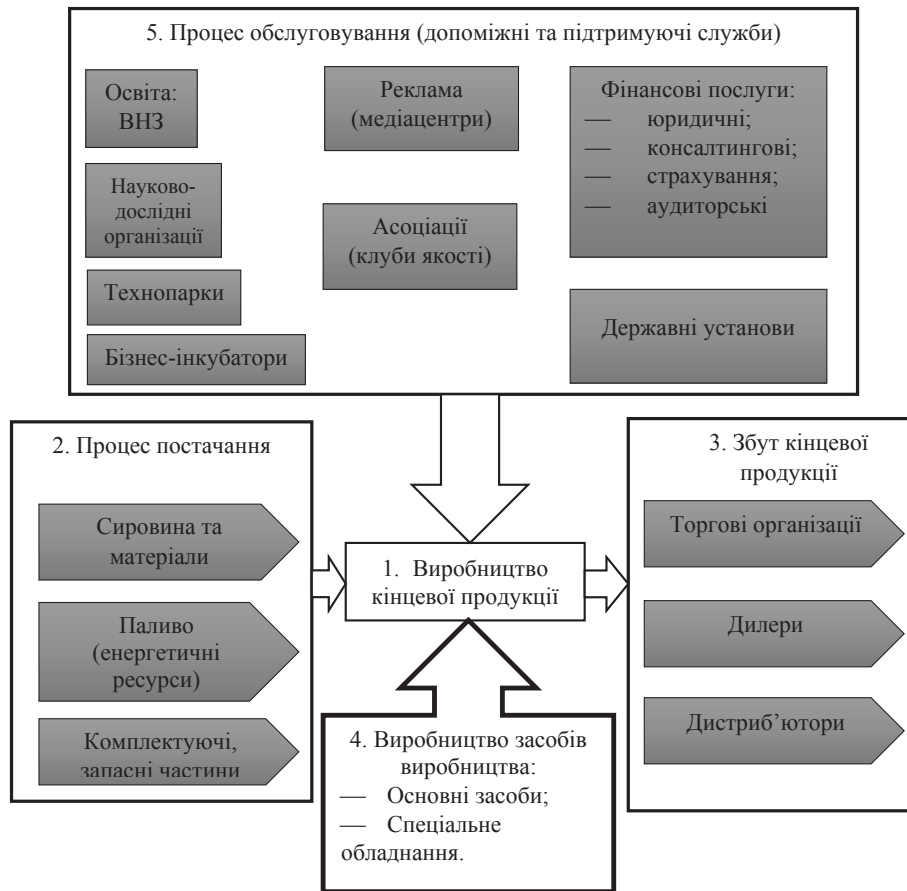 5. Процес обслуговування (допоміжні та підтримуючі служби)
Освіта:
ВНЗ
Науково-
дослідні
організації
Технопарки
Бізнес-інкубатори
Реклама
(медіацентри)
Асоціації
(клуби якості)
Фінансові послуги:
— юридичні;
— консалтингові;
— страхування;
— аудиторські
Державні установи
2. Процес постачання
Сировина та
матеріали
Паливо
(енергетичні
ресурси)
Комплектуючі,
запасні частини
1. Виробництво
кінцевої продукції
3. Збут кінцевої
продукції
Торгові організації
Дилери
Дистриб’ютори
4. Виробництво засобів
виробництва:
— Основні засоби;
— Спеціальне
обладнання.